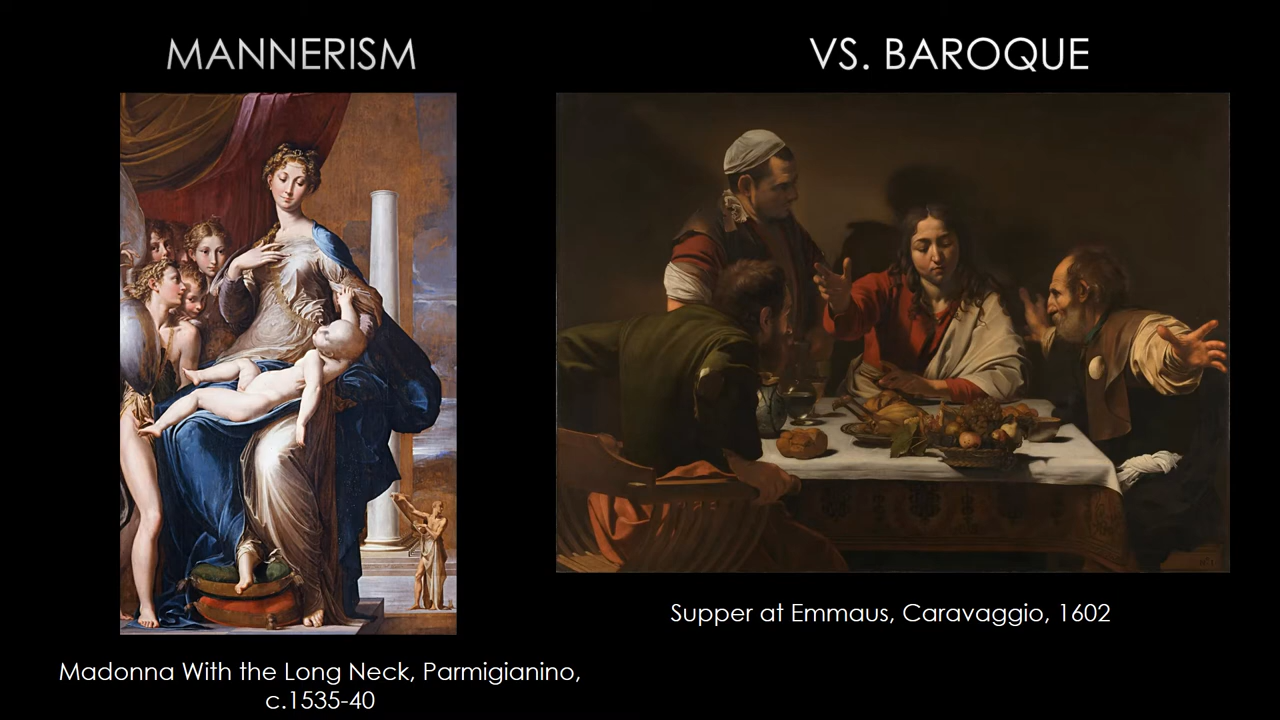 MANNERISM
VS. BAROQUE
Supper at Emmaus, Caravaggio, 1602
Madonna With the Long Neck, Parmigianino,
c.1535-40